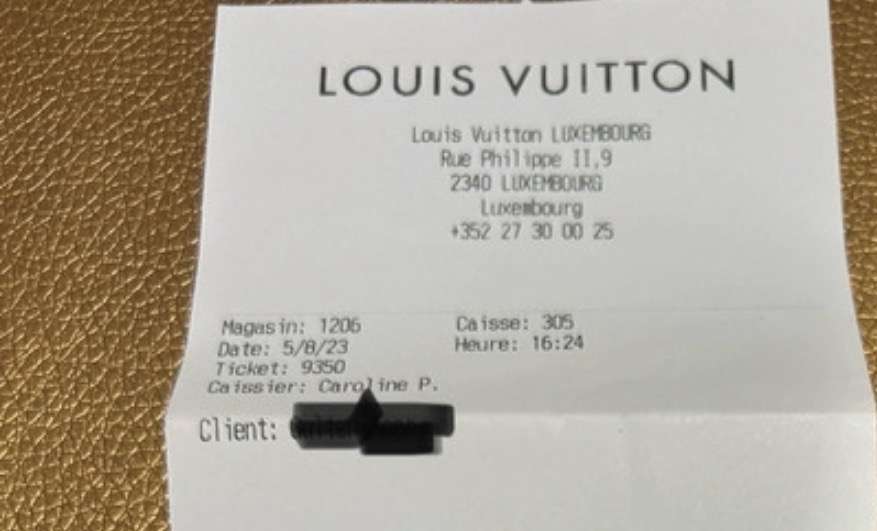 LOUIS VUITTON
Louis Vuitton LUXEMBOURG
Rue Philippe II,9
2340 LUXEMBOURG
Luxembourg
+352 27 30 00 25
Magasin: 1206 Caisse: 305
Date: 5/8/23 Heure: 16:24
Ticket: 9350
Caissier: Caroline P.
Client: